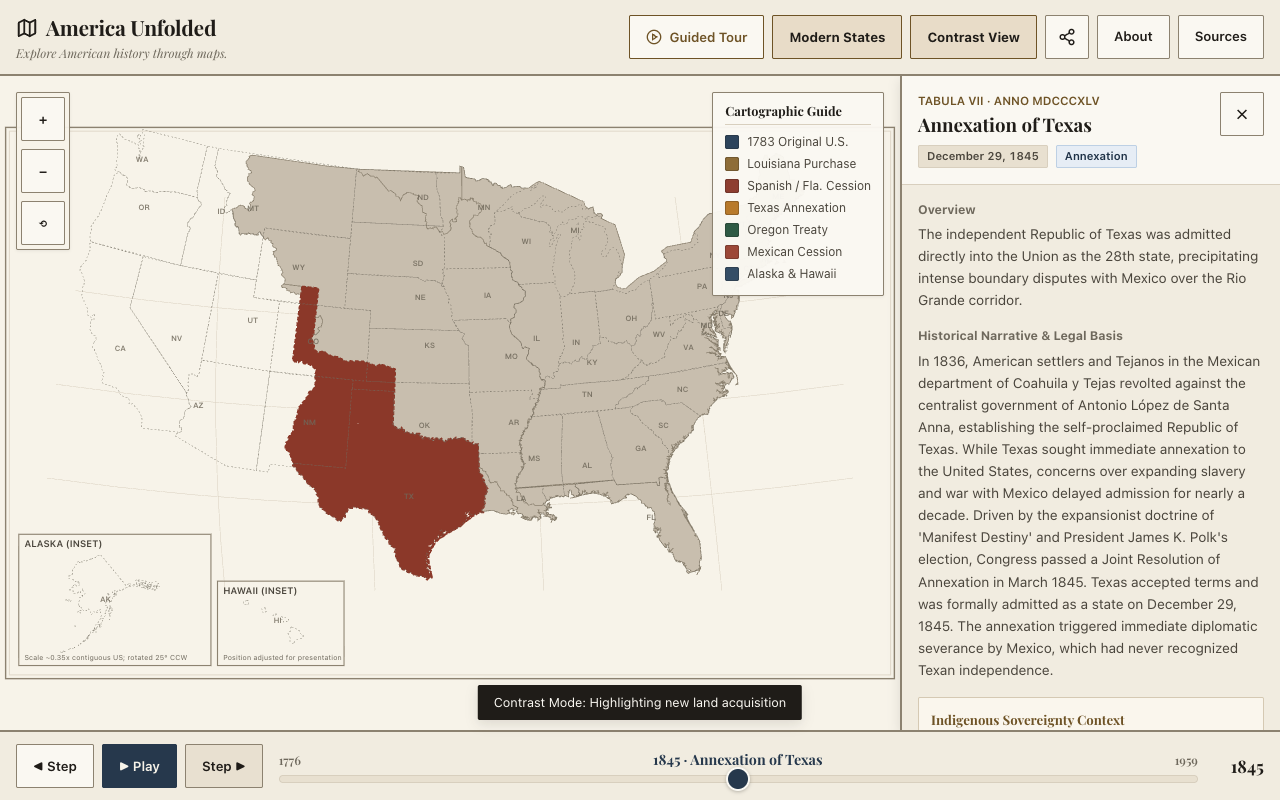 America Unfolded
Explore American history through maps.
Guided Tour
Modern States
Contrast View
About
Sources
+
−
Cartographic Guide
1783 Original U.S.
Louisiana Purchase
Spanish / Fla. Cession
Texas Annexation
Oregon Treaty
Mexican Cession
Alaska & Hawaii
WA
OR
ID
MT
ND
MN
WI
MI
WY
SD
NE
IA
PA
UT
NV
CA
KS
MO
IL
IN
OH
WV
VA
MD
DE
KY
AZ
NM
OK
AR
TN
NC
SC
MS
AL
GA
TX
LA
FL
ALASKA (INSET)
AK
Scale ~0.35x contiguous US; rotated 25° CCW
HAWAII (INSET)
HI
Position adjusted for presentation
Contrast Mode: Highlighting new land acquisition
TABULA VII · ANNO MDCCCXLV
Annexation of Texas
December 29, 1845
Annexation
Overview
The independent Republic of Texas was admitted
directly into the Union as the 28th state, precipitating
intense boundary disputes with Mexico over the Rio
Grande corridor.
Historical Narrative & Legal Basis
In 1836, American settlers and Tejanos in the Mexican
department of Coahuila y Tejas revolted against the
centralist government of Antonio López de Santa
Anna, establishing the self-proclaimed Republic of
Texas. While Texas sought immediate annexation to
the United States, concerns over expanding slavery
and war with Mexico delayed admission for nearly a
decade. Driven by the expansionist doctrine of
'Manifest Destiny' and President James K. Polk's
election, Congress passed a Joint Resolution of
Annexation in March 1845. Texas accepted terms and
was formally admitted as a state on December 29,
1845. The annexation triggered immediate diplomatic
severance by Mexico, which had never recognized
Texan independence.
Indigenous Sovereignty Context
◀ Step
▶ Play
Step ▶
1776
1845 · Annexation of Texas
1959
1845